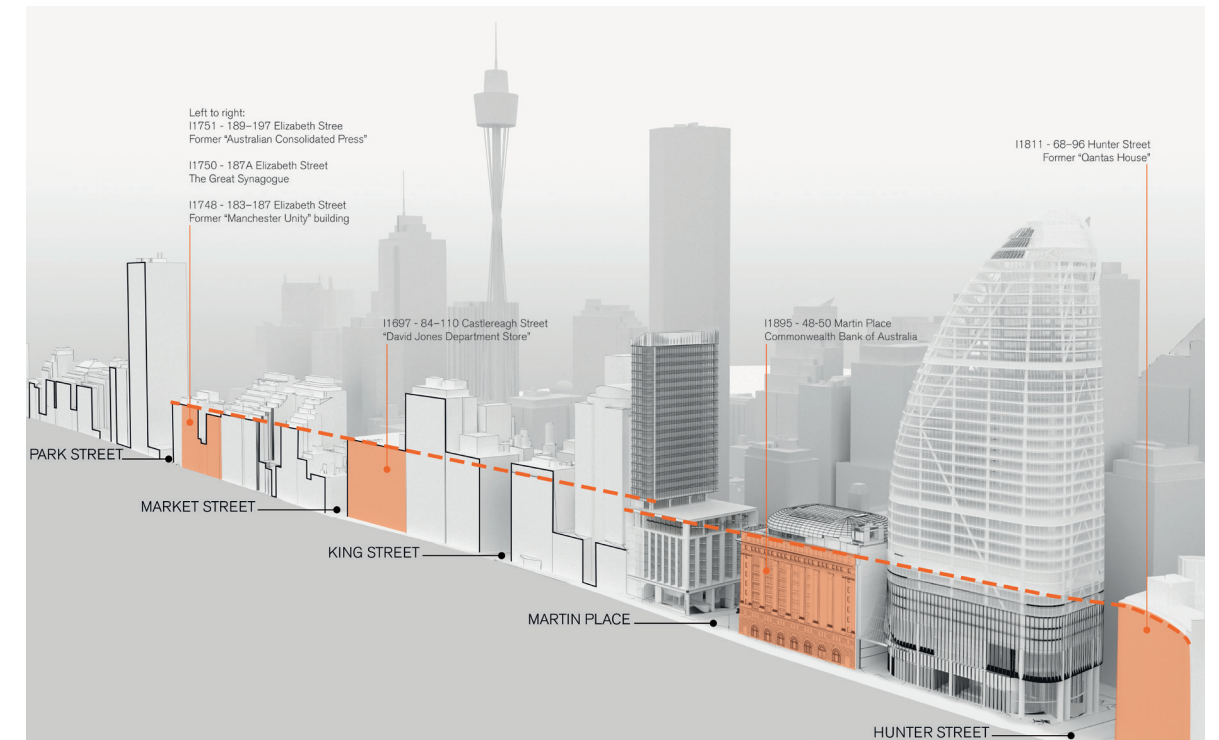 Left to right:
I1751 - 189–197 Elizabeth Stree
Former “Australian Consolidated Press”
I1750 - 187A Elizabeth Street
The Great Synagogue
I1748 - 183–187 Elizabeth Street
Former “Manchester Unity” building
I1811 - 68–96 Hunter Street
Former “Qantas House”
I1697 - 84–110 Castlereagh Street
“David Jones Department Store”
I1895 - 48-50 Martin Place
Commonwealth Bank of Australia
PARK STREET
MARKET STREET
KING STREET
MARTIN PLACE
HUNTER STREET